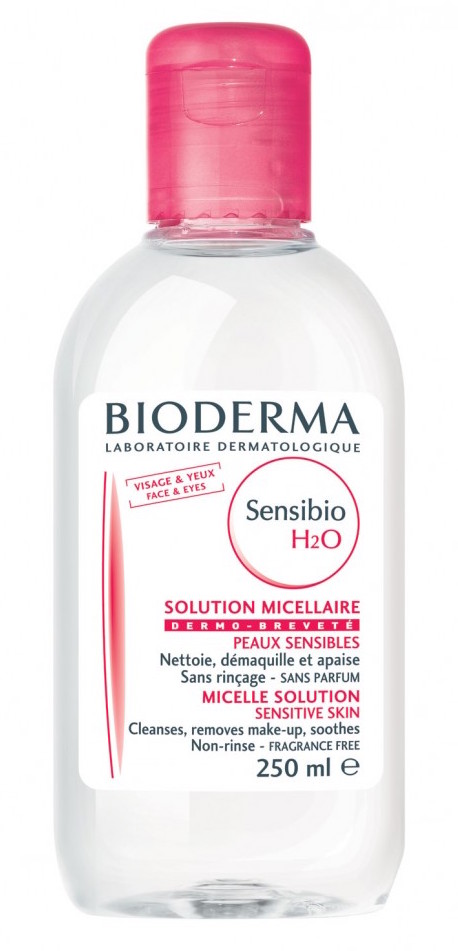 BIODERMA
LABORATOIRE DERMATOLOGIQUE
VISAGE & YEUX
FACE & EYES
Sensibio
H2O
SOLUTION MICELLAIRE
DERMO-BREVETÉ
PEAUX SENSIBLES
Nettoie, démaquille et apaise
Sans rinçage - SANS PARFUM
MICELLE SOLUTION
SENSITIVE SKIN
Cleanses, removes make-up, soothes
Non-rinse - FRAGRANCE FREE
250 ml ℮